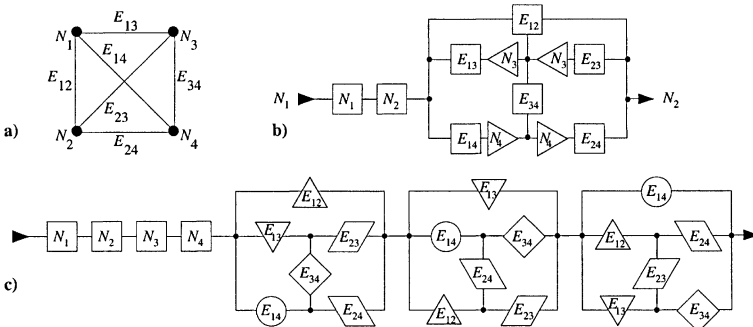 a)
E13
N1 N3
E14
E12 E34
E23
N2 N4
E24
b)
E12
E13 N3 N3 E23
N1 N1 N2 E34 N2
E14 N4 N4 E24
c)
E12 E13 E14
N1 N2 N3 N4 E13 E23 E14 E34 E12 E24
E34 E24 E23
E14 E24 E12 E23 E13 E34